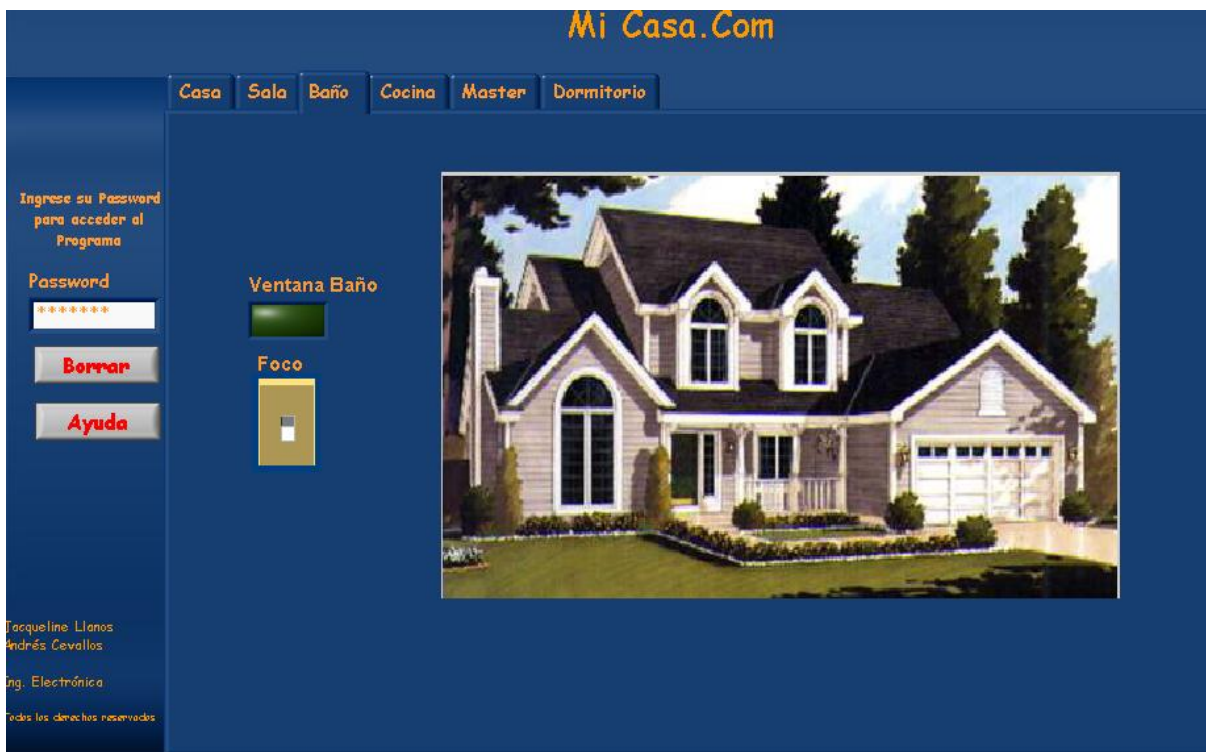 Mi Casa.Com
Casa Sala Baño Cocina Master Dormitorio
Ingrese su Password
para acceder al
Programa
Password
*******
Borrar
Ayuda
Ventana Baño
Foco
Jacqueline Llanos
Andrés Cevallos
Ing. Electrónica
Todos los derechos reservados